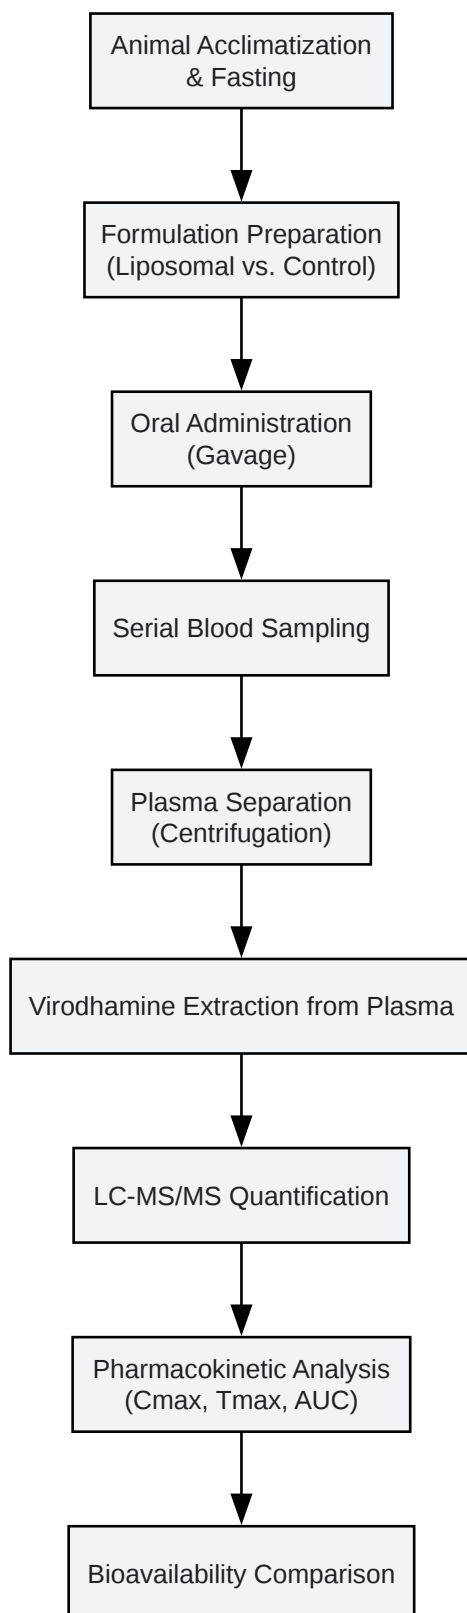 Animal Acclimatization
& Fasting
Formulation Preparation
(Liposomal vs. Control)
Oral Administration
(Gavage)
Serial Blood Sampling
Plasma Separation
(Centrifugation)
Virodhamine Extraction from Plasma
LC-MS/MS Quantification
Pharmacokinetic Analysis
(Cmax, Tmax, AUC)
Bioavailability Comparison